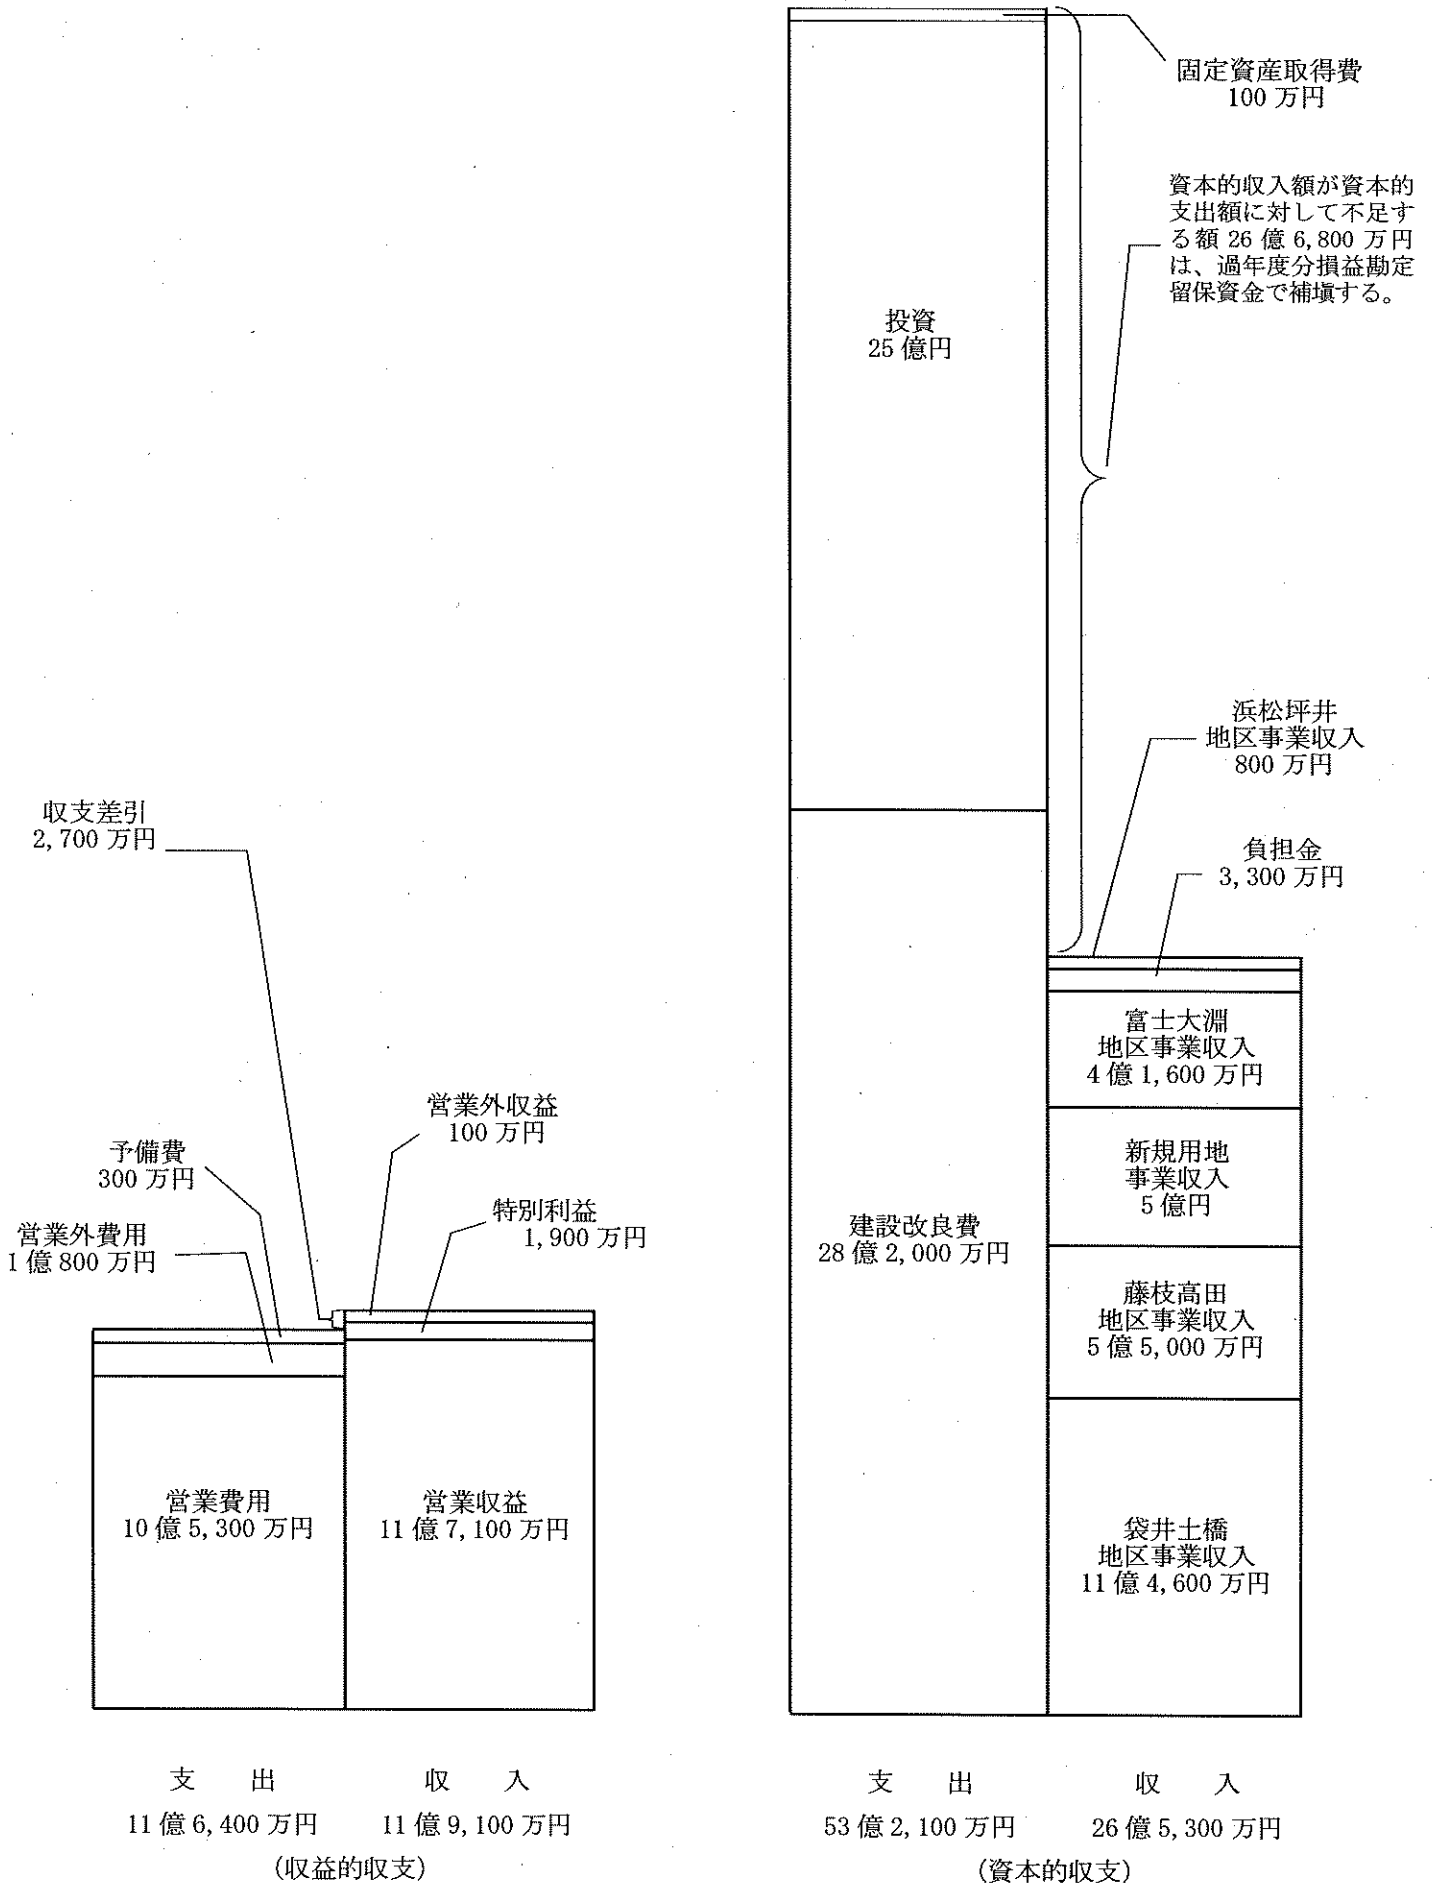 収支差引
2,700 万円
予備費
300 万円
営業外費用
1 億 800 万円
営業費用
10 億 5,300 万円
営業外収益
100 万円
特別利益
1,900 万円
営業収益
11 億 7,100 万円
支 出
11 億 6,400 万円
収 入
11 億 9,100 万円
(収益的収支)
固定資産取得費
100 万円
資本的収入額が資本的
支出額に対して不足す
る額 26 億 6,800 万円
は、過年度分損益勘定
留保資金で補塡する。
投資
25 億円
建設改良費
28 億 2,000 万円
浜松坪井
地区事業収入
800 万円
負担金
3,300 万円
富士大淵
地区事業収入
4 億 1,600 万円
新規用地
事業収入
5 億円
藤枝高田
地区事業収入
5 億 5,000 万円
袋井土橋
地区事業収入
11 億 4,600 万円
支 出
53 億 2,100 万円
収 入
26 億 5,300 万円
(資本的収支)